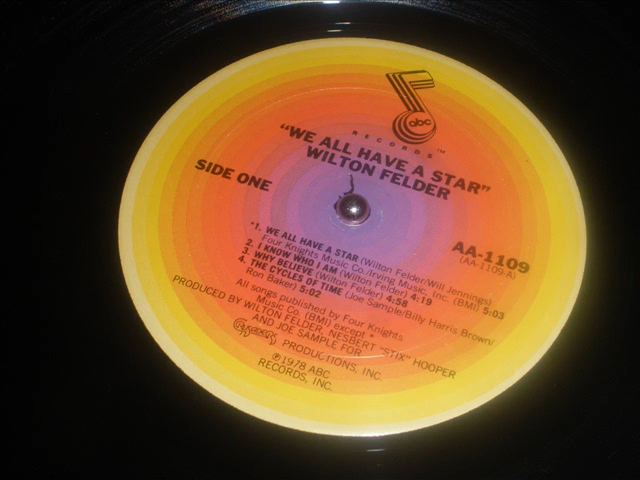 abc
RECORDS™
"WE ALL HAVE A STAR"
WILTON FELDER
SIDE ONE
AA-1109
(AA-1109-A)
*1. WE ALL HAVE A STAR (Wilton Felder/Will Jennings)
Four Knights Music Co./Irving Music, Inc. (BMI) 5:03
2. I KNOW WHO I AM (Wilton Felder) 4:19
3. WHY BELIEVE (Wilton Felder) 4:58
4. THE CYCLES OF TIME (Joe Sample/Billy Harris Brown/
Ron Baker) 5:02
All songs published by Four Knights
Music Co. (BMI) except *
PRODUCED BY WILTON FELDER, NESBERT "STIX" HOOPER
AND JOE SAMPLE FOR
PRODUCTIONS, INC.
℗1978 ABC
RECORDS, INC.